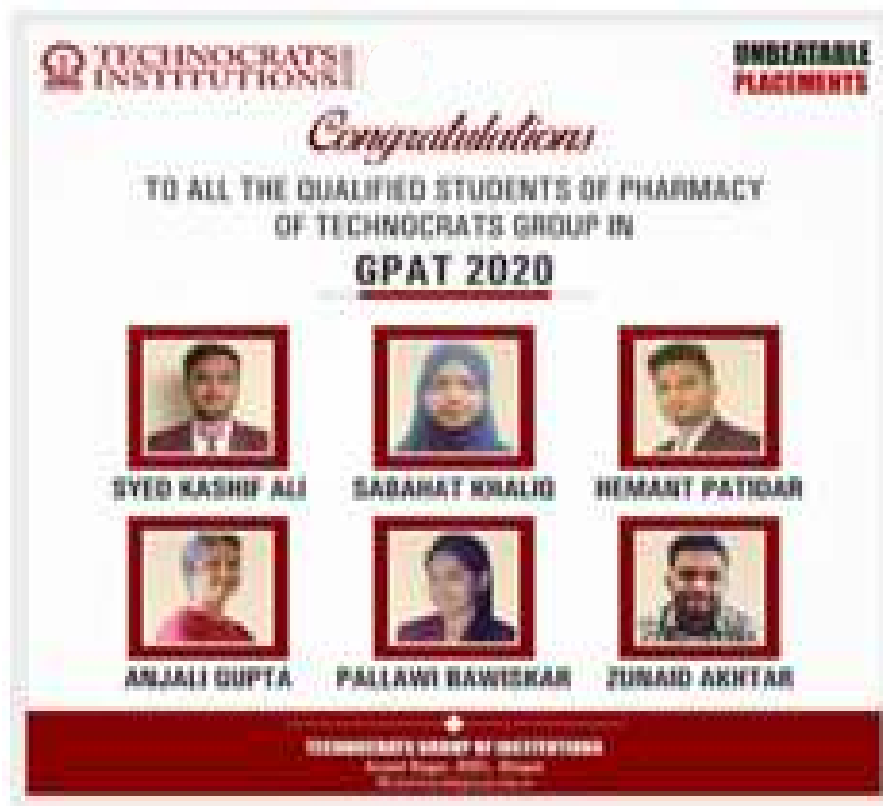 TECHNOCRATS
INSTITUTIONS
UNBEATABLE
PLACEMENTS
Congratulations
TO ALL THE QUALIFIED STUDENTS OF PHARMACY
OF TECHNOCRATS GROUP IN
GPAT 2020
SYED KASHIF ALI SABAHAT KHALIQ HEMANT PATIDAR
ANJALI GUPTA PALLAWI BAWISKAR ZUNAID AKHTAR
TECHNOCRATS GROUP OF INSTITUTIONS